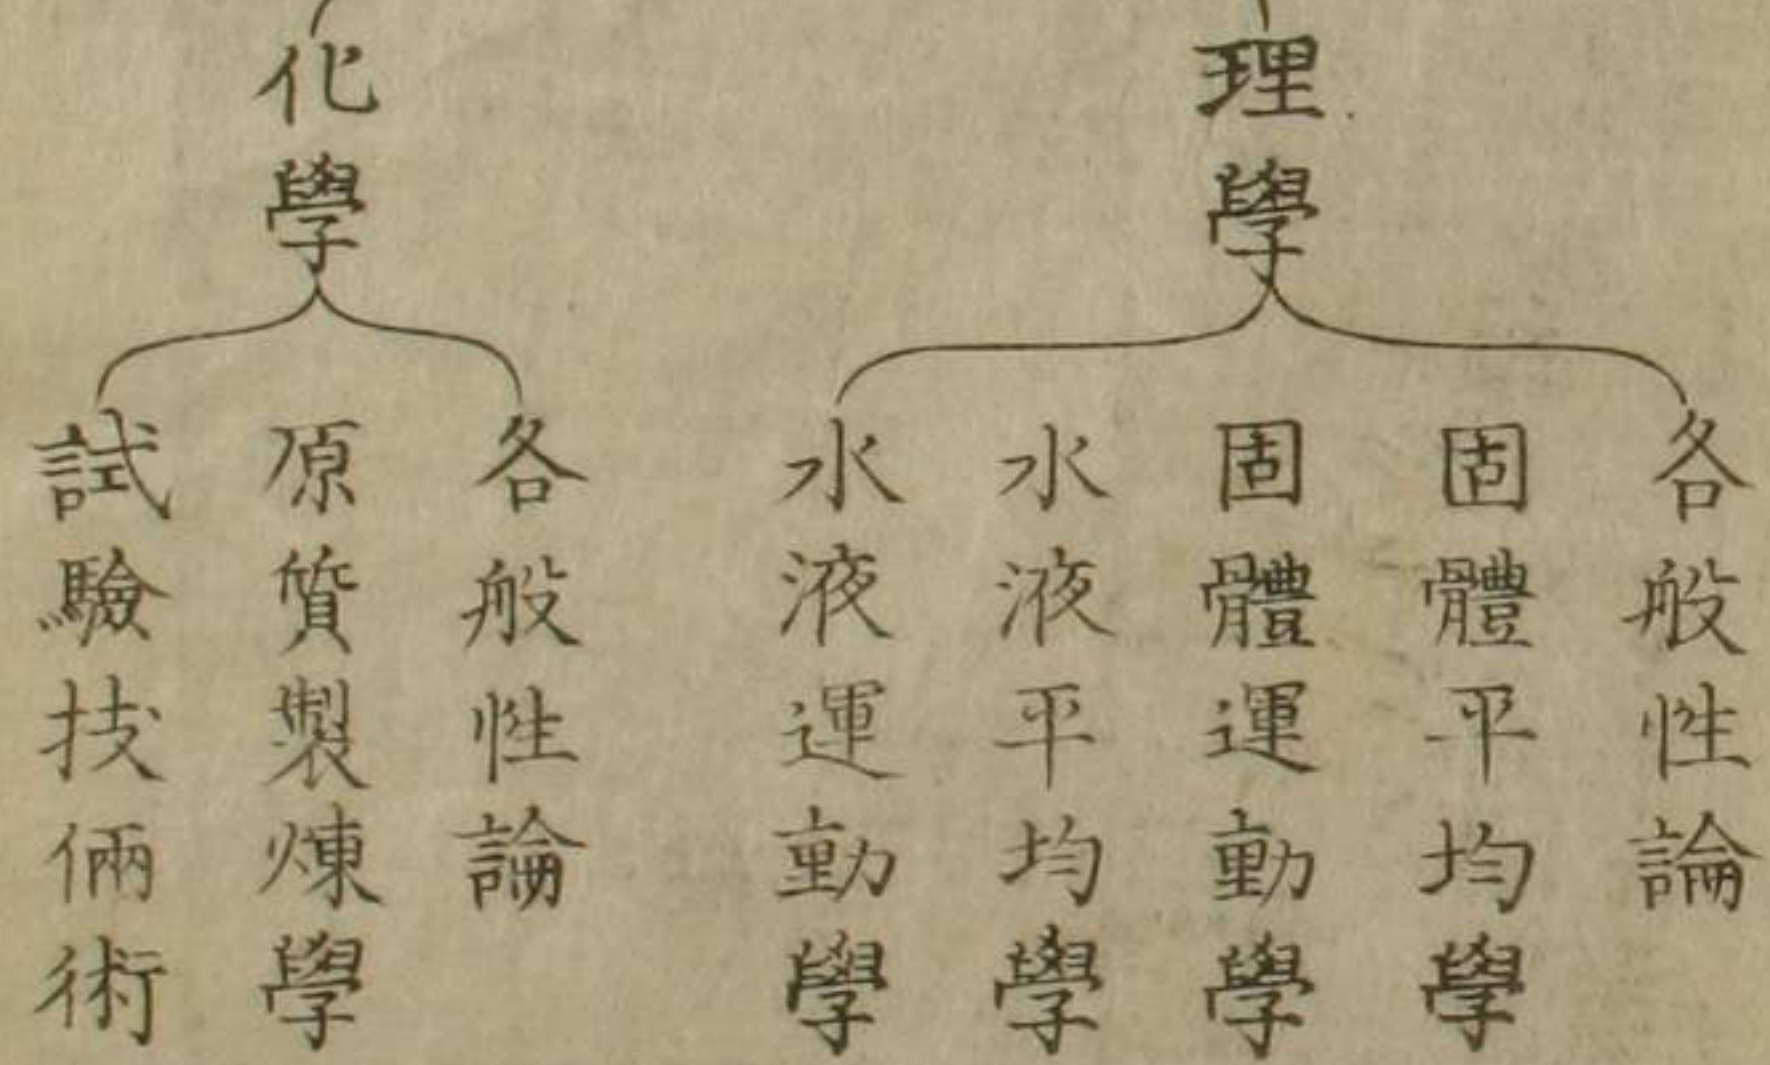 理學
各般性論
固體平均學
固體運動學
水液平均學
水液運動學
化學
各般性論
原質製煉學
試驗技倆術